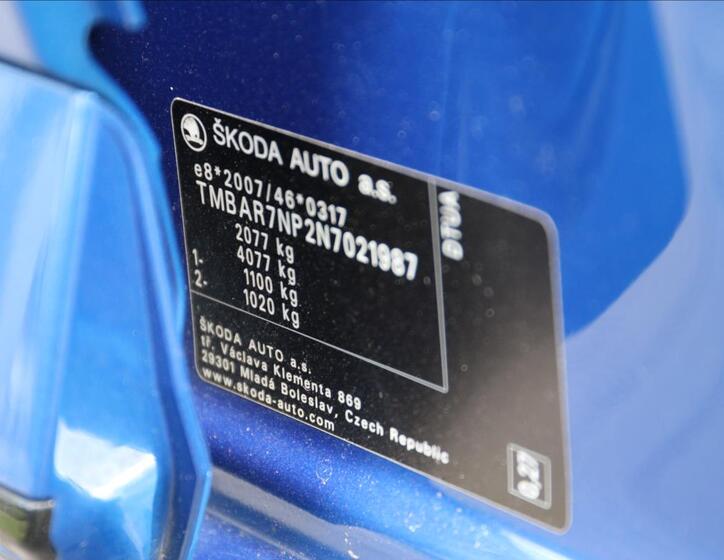 ŠKODA AUTO a.s.
e8*2007/46*0317
TMBAR7NP2N7021987
2077 kg
4077 kg
1- 1100 kg
2- 1020 kg
DTUA
ŠKODA AUTO a.s.
tř. Václava Klementa 869
29301 Mladá Boleslav, Czech Republic
www.skoda-auto.com